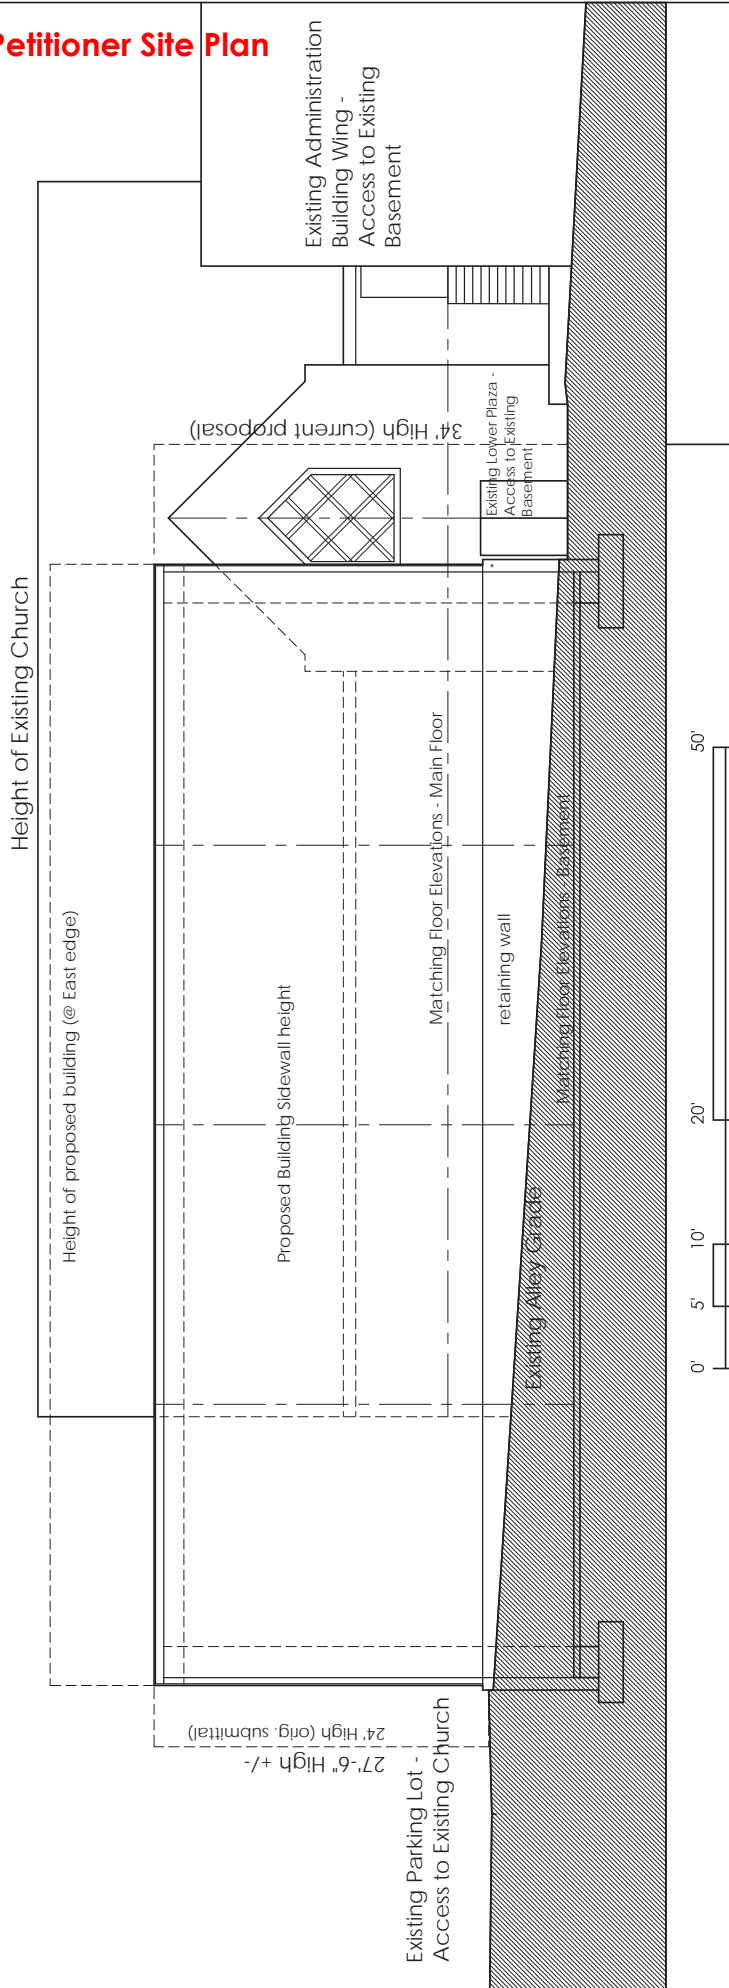 Petitioner Site Plan
Existing Administration
Building Wing -
Access to Existing
Basement
Height of Existing Church
34' High (current proposal)
Existing Lower Plaza -
Access to Existing
Basement
Height of proposed building (@ East edge)
Proposed Building Sidewall height
Matching Floor Elevations - Main Floor
retaining wall
Matching Floor Elevations - Basement
Existing Alley Grade
24' High (orig. submittal)
27'-6" High +/-
Existing Parking Lot -
Access to Existing Church
0'
5'
10'
20'
50'